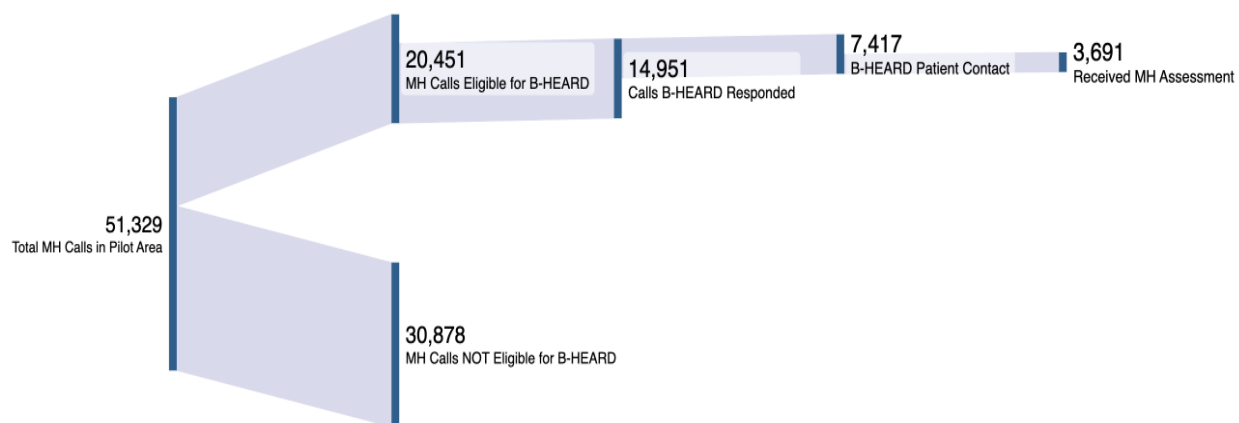 51,329
Total MH Calls in Pilot Area
20,451
MH Calls Eligible for B-HEARD
30,878
MH Calls NOT Eligible for B-HEARD
14,951
Calls B-HEARD Responded
7,417
B-HEARD Patient Contact
3,691
Received MH Assessment